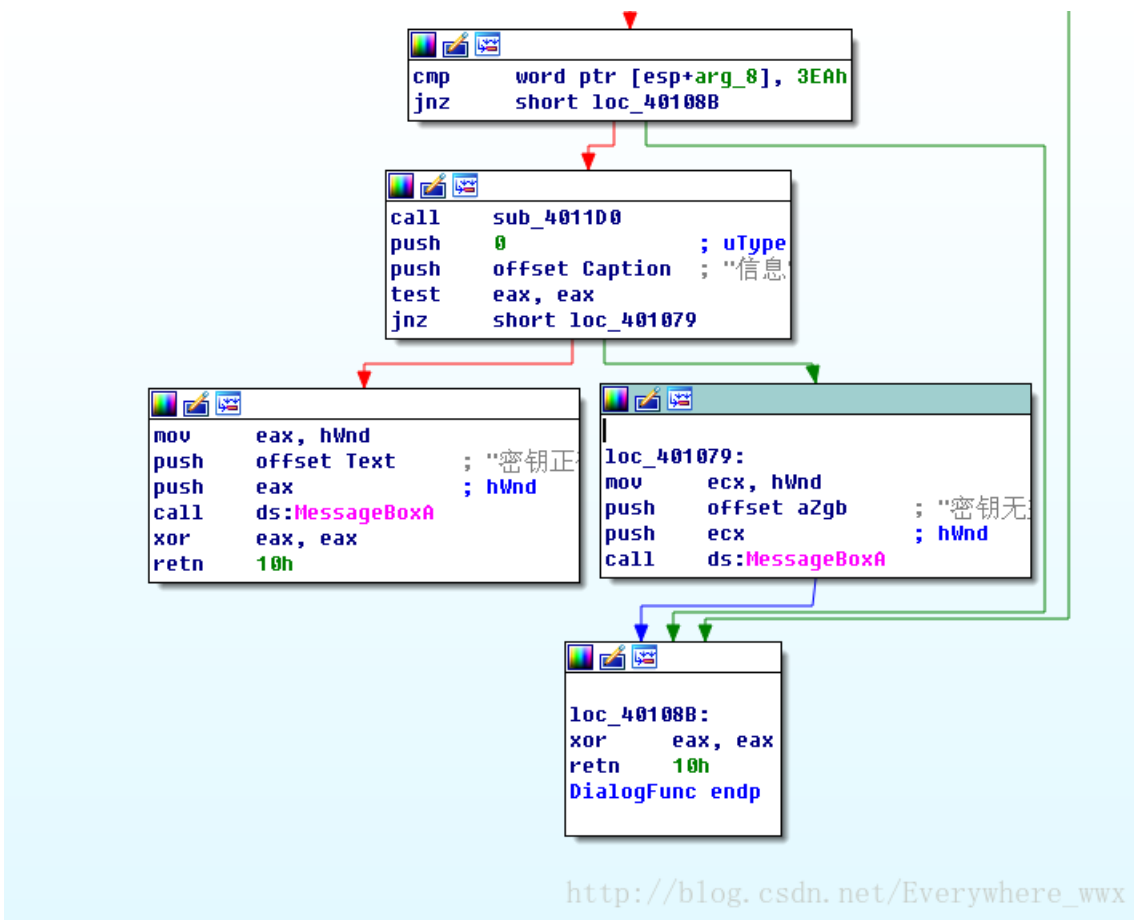 cmp word ptr [esp+arg_8], 3EAh
jnz short loc_40108B
call sub_4011D0
push 0 ; uType
push offset Caption ; "信息"
test eax, eax
jnz short loc_401079
mov eax, hWnd
push offset Text ; "密钥正
push eax ; hWnd
call ds:MessageBoxA
xor eax, eax
retn 10h
loc_401079:
mov ecx, hWnd
push offset aZgb ; "密钥无
push ecx ; hWnd
call ds:MessageBoxA
loc_40108B:
xor eax, eax
retn 10h
DialogFunc endp
http://blog.csdn.net/Everywhere_wwx